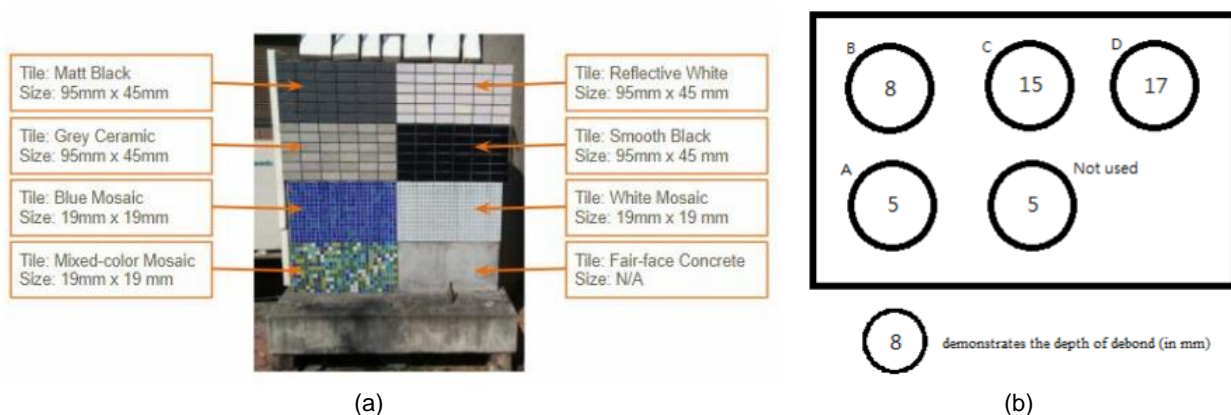 Tile: Matt Black
Size: 95mm x 45mm
Tile: Grey Ceramic
Size: 95mm x 45mm
Tile: Blue Mosaic
Size: 19mm x 19mm
Tile: Mixed-color Mosaic
Size: 19mm x 19 mm
Tile: Reflective White
Size: 95mm x 45 mm
Tile: Smooth Black
Size: 95mm x 45 mm
Tile: White Mosaic
Size: 19mm x 19 mm
Tile: Fair-face Concrete
Size: N/A
(a)
B
8
C
15
D
17
A
5
5
Not used
8
demonstrates the depth of debond (in mm)
(b)